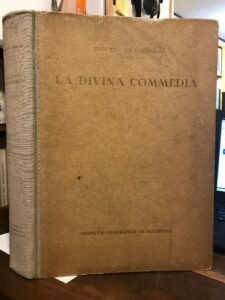 DANTE ALIGHIERI
LA DIVINA COMMEDIA
ISTITUTO GEOGRAFICO DE AGOSTINI